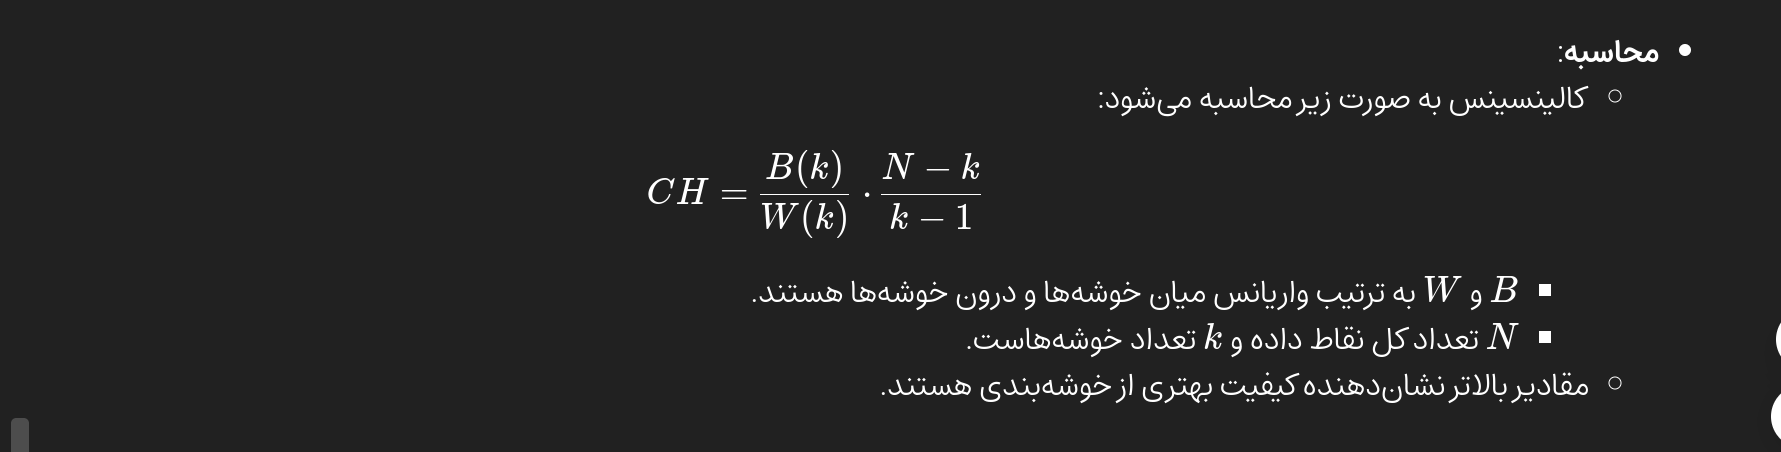 • محاسبه:
○ کالینسینس به صورت زیر محاسبه می‌شود:
CH = B(k)/W(k) · N − k/k − 1
▪ B و W به ترتیب واریانس میان خوشه‌ها و درون خوشه‌ها هستند.
▪ N تعداد کل نقاط داده و k تعداد خوشه‌هاست.
○ مقادیر بالاتر نشان‌دهنده کیفیت بهتری از خوشه‌بندی هستند.